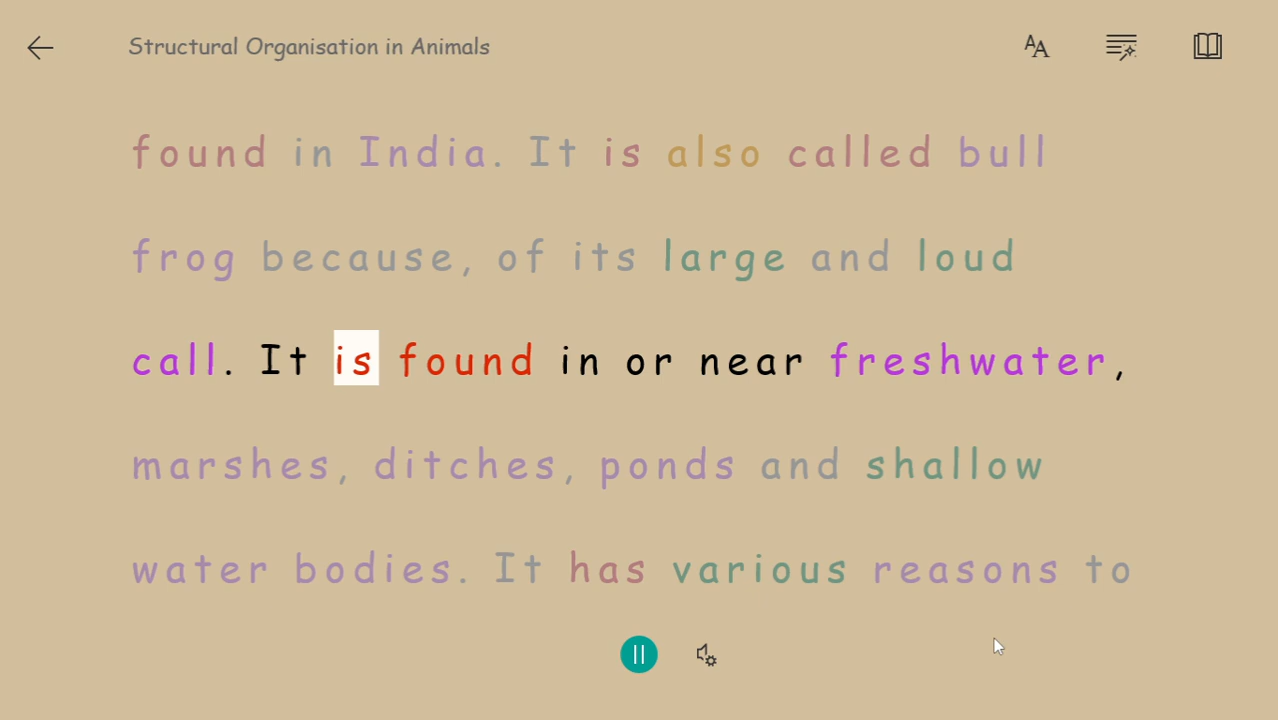 Structural Organisation in Animals
found in India. It is also called bull
frog because, of its large and loud
call. It is found in or near freshwater,
marshes, ditches, ponds and shallow
water bodies. It has various reasons to